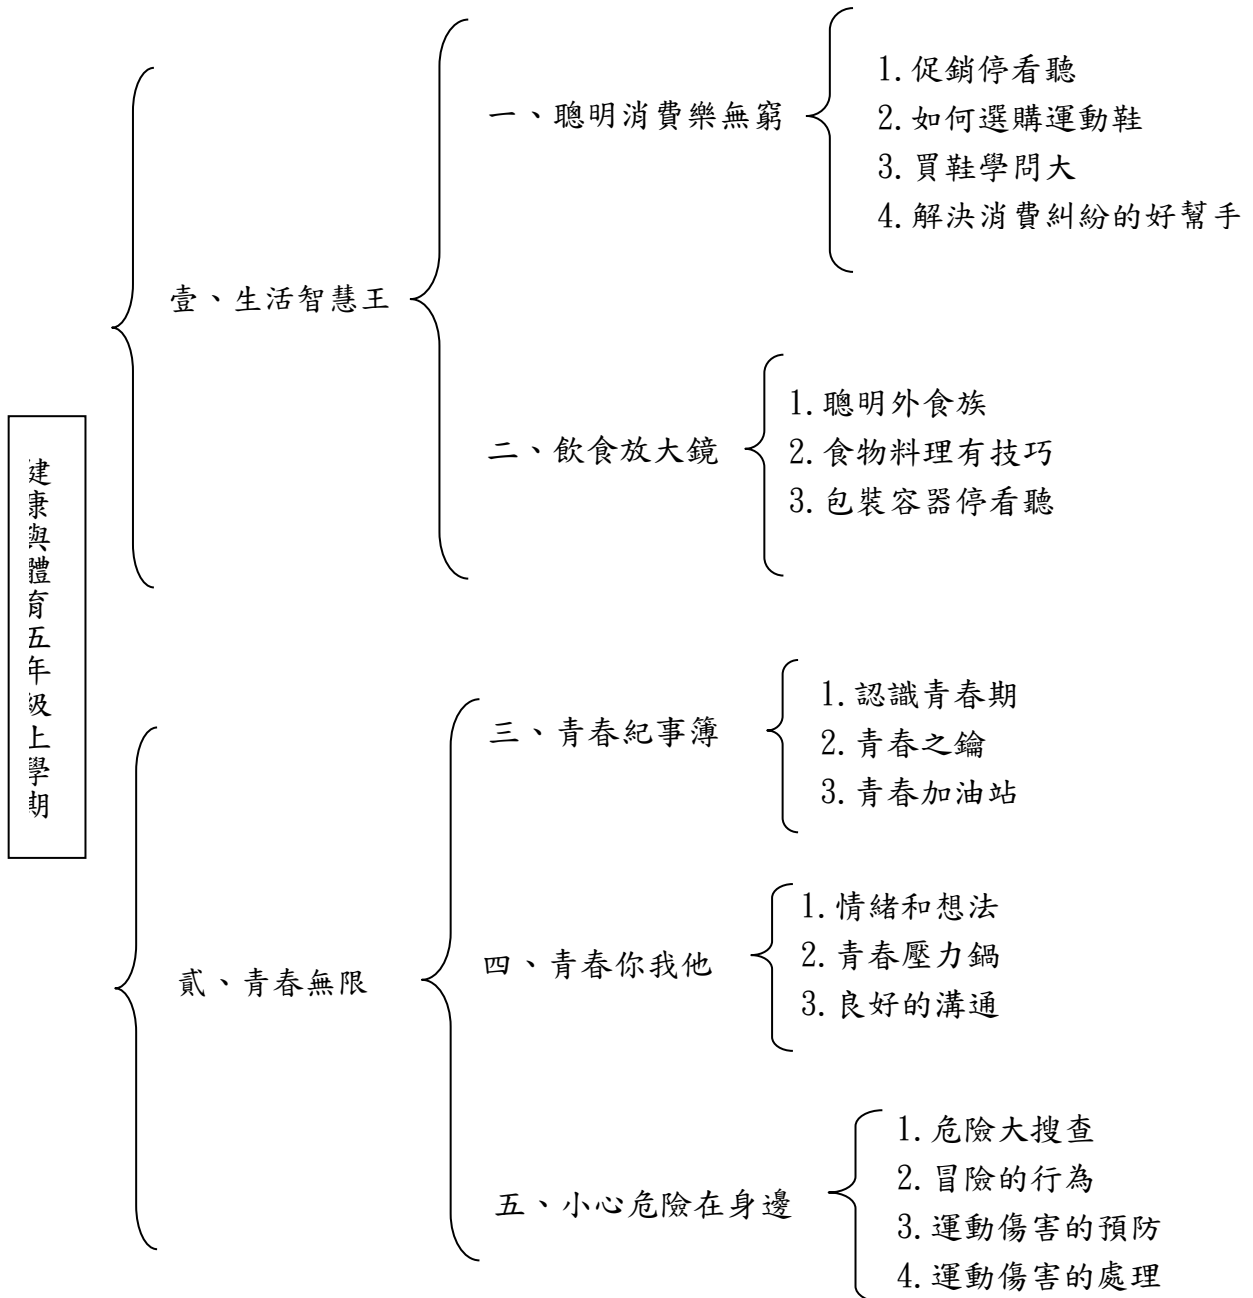 健康與體育五年級上學期
壹、生活智慧王
一、聰明消費樂無窮
1.促銷停看聽
2.如何選購運動鞋
3.買鞋學問大
4.解決消費糾紛的好幫手
二、飲食放大鏡
1.聰明外食族
2.食物料理有技巧
3.包裝容器停看聽
貳、青春無限
三、青春紀事簿
1.認識青春期
2.青春之鑰
3.青春加油站
四、青春你我他
1.情緒和想法
2.青春壓力鍋
3.良好的溝通
五、小心危險在身邊
1.危險大搜查
2.冒險的行為
3.運動傷害的預防
4.運動傷害的處理